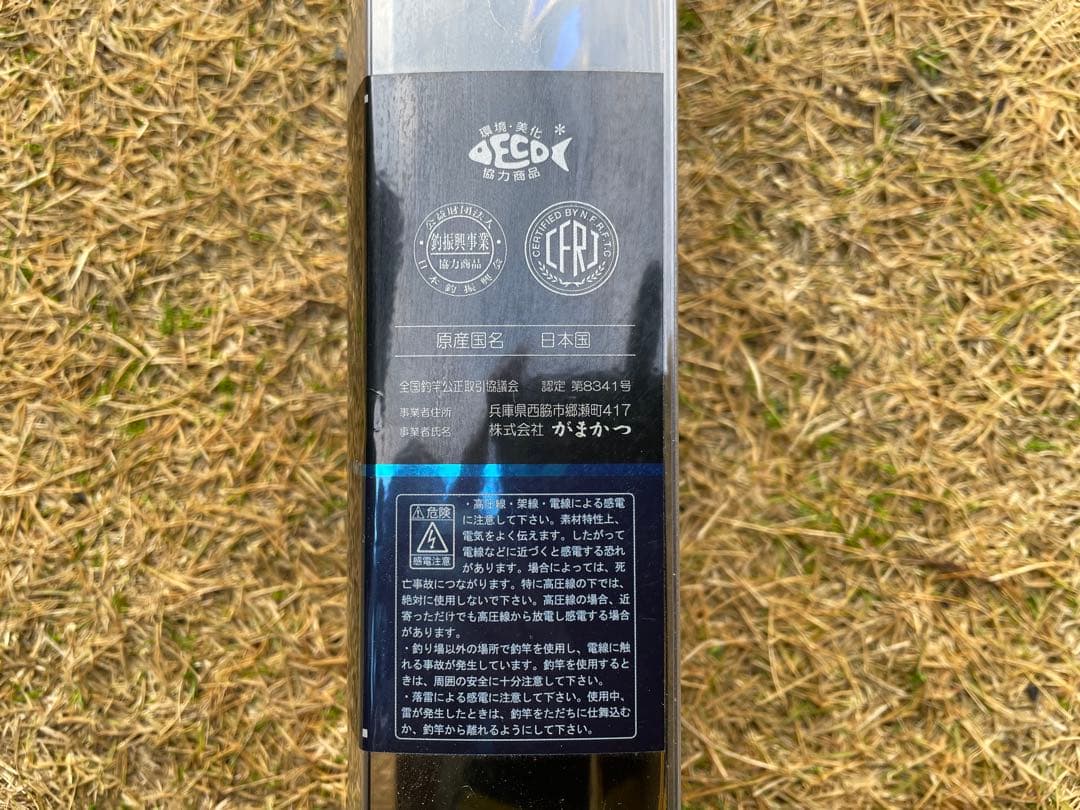 環境・美化
ECO
協力商品
公益財団法人
釣振興事業
協力商品
日本釣振興会
CERTIFIED BY N.F.R.F.T.C
CFRJ
原産国名 日本国
全国釣竿公正取引協議会 認定 第8341号
事業者住所 兵庫県西脇市郷瀬町417
事業者氏名 株式会社 がまかつ
・高圧線・架線・電線による感電
に注意して下さい。素材特性上、
電気をよく伝えます。したがって
電線などに近づくと感電する恐れ
があります。場合によっては、死
亡事故につながります。特に高圧線の下では、
絶対に使用しないで下さい。高圧線の場合、近
寄っただけでも高圧線から放電し感電する場合
があります。
危険
感電注意
・釣り場以外の場所で釣竿を使用し、電線に触
れる事故が発生しています。釣竿を使用すると
きは、周囲の安全に十分注意して下さい。
・落雷による感電に注意して下さい。使用中、
雷が発生したときは、釣竿をただちに仕舞込む
か、釣竿から離れるようにして下さい。